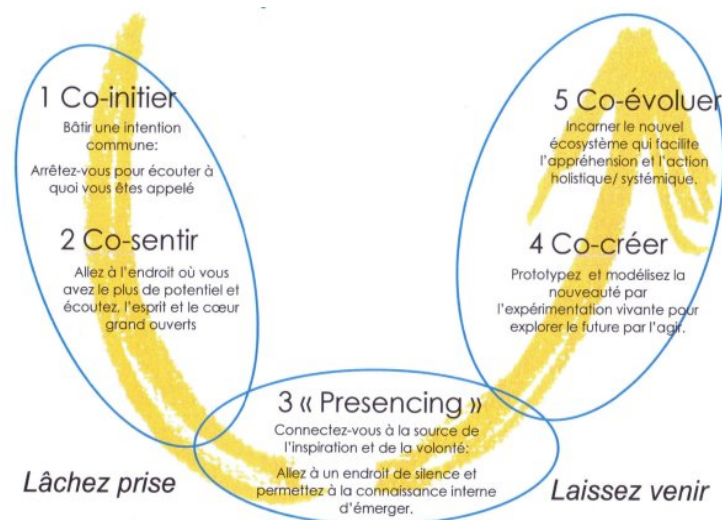 1 Co-initier
Bâtir une intention
commune:
Arrêtez-vous pour écouter à
quoi vous êtes appelé
2 Co-sentir
Allez à l'endroit où vous
avez le plus de potentiel et
écoutez, l'esprit et le cœur
grand ouverts
3 « Presencing »
Connectez-vous à la source de
l'inspiration et de la volonté:
Allez à un endroit de silence et
permettez à la connaissance interne
d'émerger.
4 Co-créer
Prototypez et modélisez la
nouveauté par
l'expérimentation vivante pour
explorer le future par l'agir.
5 Co-évoluer
Incarner le nouvel
écosystème qui facilite
l'appréhension et l'action
holistique/ systémique.
Lâchez prise
Laissez venir